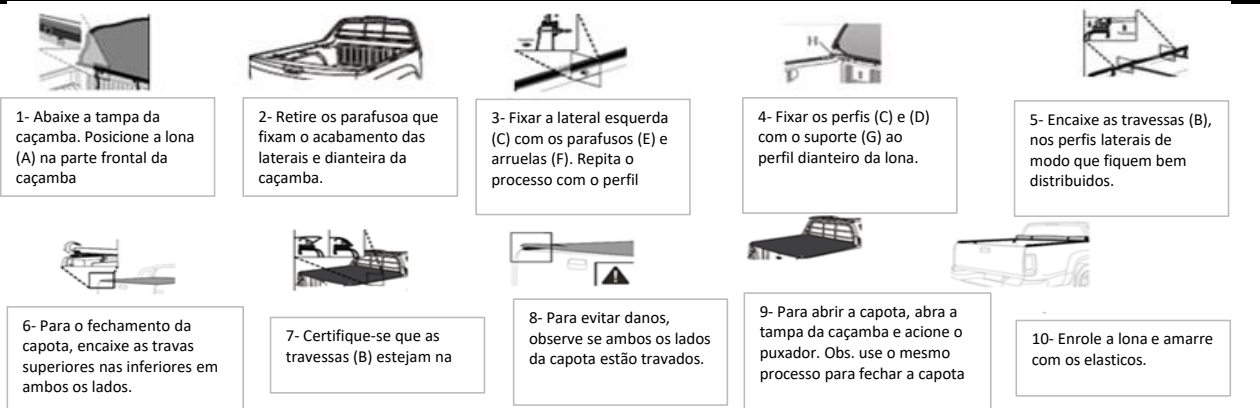 1- Abaixe a tampa da
caçamba. Posicione a lona
(A) na parte frontal da
caçamba
2- Retire os parafusoa que
fixam o acabamento das
laterais e dianteira da
caçamba.
3- Fixar a lateral esquerda
(C) com os parafusos (E) e
arruelas (F). Repita o
processo com o perfil
H
4- Fixar os perfis (C) e (D)
com o suporte (G) ao
perfil dianteiro da lona.
5- Encaixe as travessas (B),
nos perfis laterais de
modo que fiquem bem
distribuidos.
6- Para o fechamento da
capota, encaixe as travas
superiores nas inferiores em
ambos os lados.
7- Certifique-se que as
travessas (B) estejam na
8- Para evitar danos,
observe se ambos os lados
da capota estão travados.
9- Para abrir a capota, abra a
tampa da caçamba e acione o
puxador. Obs. use o mesmo
processo para fechar a capota
10- Enrole a lona e amarre
com os elasticos.